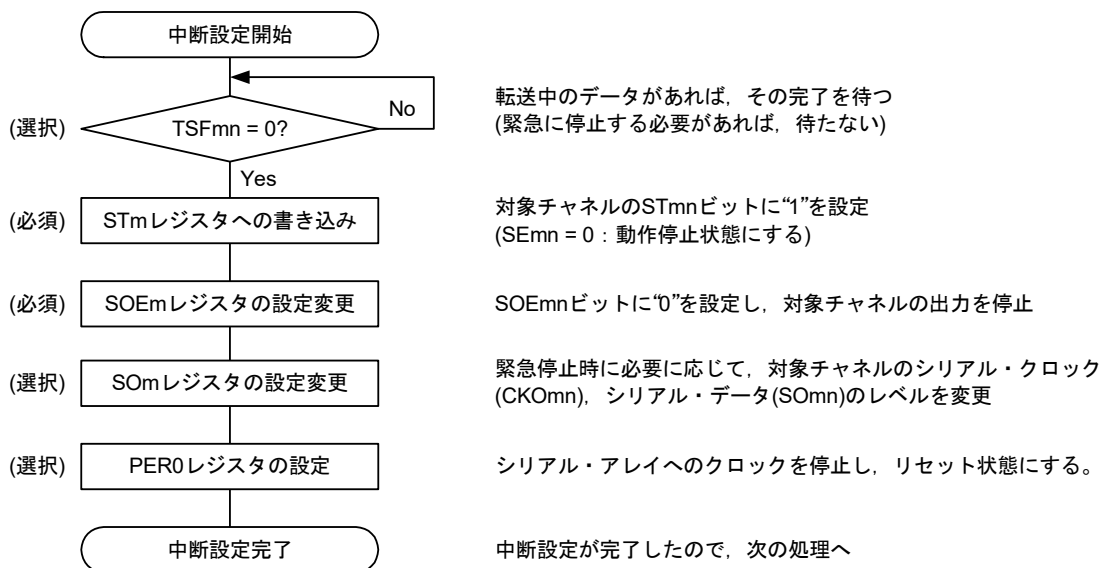 中断設定開始
No
転送中のデータがあれば，その完了を待つ
(選択)
TSFmn = 0?
(緊急に停止する必要があれば，待たない)
Yes
(必須)
STmレジスタへの書き込み
対象チャネルのSTmnビットに“1”を設定
(SEmn = 0：動作停止状態にする)
(必須)
SOEmレジスタの設定変更
SOEmnビットに“0”を設定し，対象チャネルの出力を停止
(選択)
SOmレジスタの設定変更
緊急停止時に必要に応じて，対象チャネルのシリアル・クロック
(CKOmn)，シリアル・データ(SOmn)のレベルを変更
(選択)
PER0レジスタの設定
シリアル・アレイへのクロックを停止し，リセット状態にする。
中断設定完了
中断設定が完了したので，次の処理へ